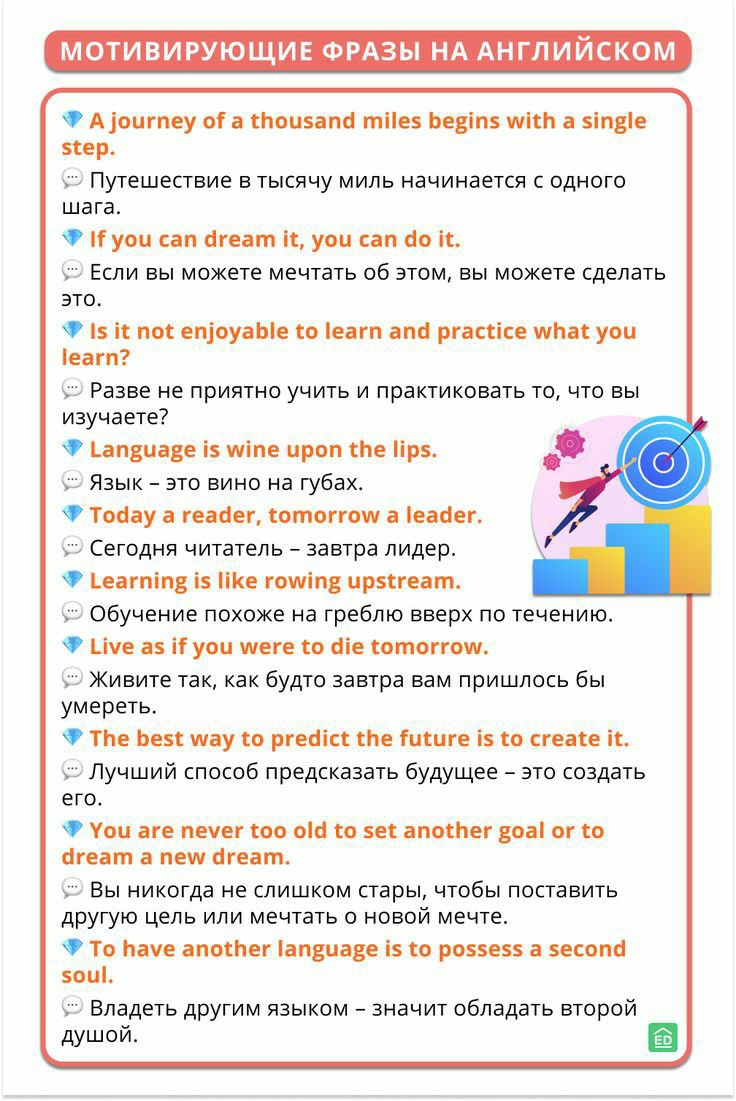 МОТИВИРУЮЩИЕ ФРАЗЫ НА АНГЛИЙСКОМ
A journey of a thousand miles begins with a single
step.
Путешествие в тысячу миль начинается с одного
шага.
If you can dream it, you can do it.
Если вы можете мечтать об этом, вы можете сделать
это.
Is it not enjoyable to learn and practice what you
learn?
Разве не приятно учить и практиковать то, что вы
изучаете?
Language is wine upon the lips.
Язык – это вино на губах.
Today a reader, tomorrow a leader.
Сегодня читатель – завтра лидер.
Learning is like rowing upstream.
Обучение похоже на греблю вверх по течению.
Live as if you were to die tomorrow.
Живите так, как будто завтра вам пришлось бы
умереть.
The best way to predict the future is to create it.
Лучший способ предсказать будущее – это создать
его.
You are never too old to set another goal or to
dream a new dream.
Вы никогда не слишком стары, чтобы поставить
другую цель или мечтать о новой мечте.
To have another language is to possess a second
soul.
Владеть другим языком – значит обладать второй
душой.
ED